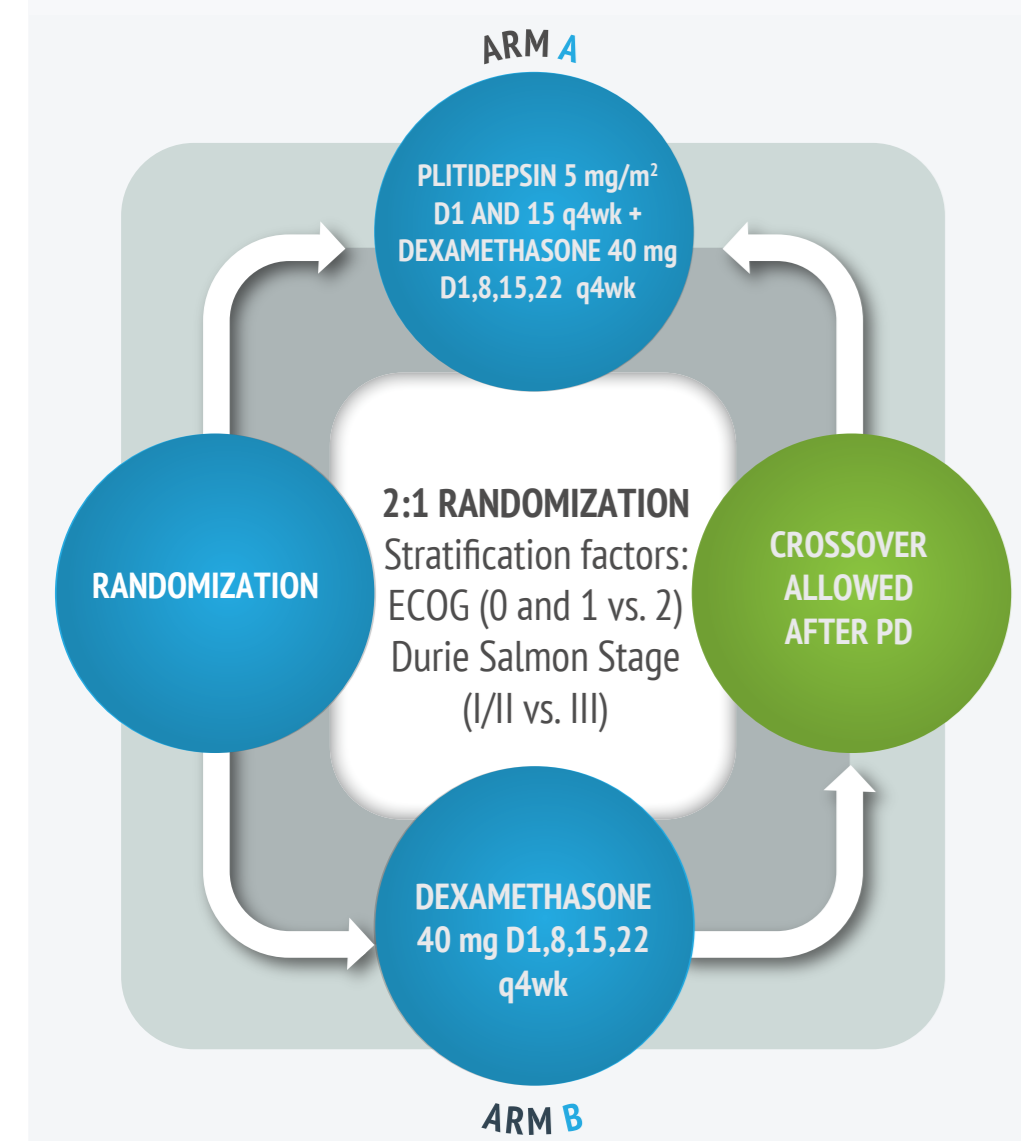 ARM A
PLITIDEPSIN 5 mg/m²
D1 AND 15 q4wk +
DEXAMETHASONE 40 mg
D1,8,15,22 q4wk
RANDOMIZATION
2:1 RANDOMIZATION
Stratification factors:
ECOG (0 and 1 vs. 2)
Durie Salmon Stage
(I/II vs. III)
CROSSOVER
ALLOWED
AFTER PD
DEXAMETHASONE
40 mg D1,8,15,22
q4wk
ARM B